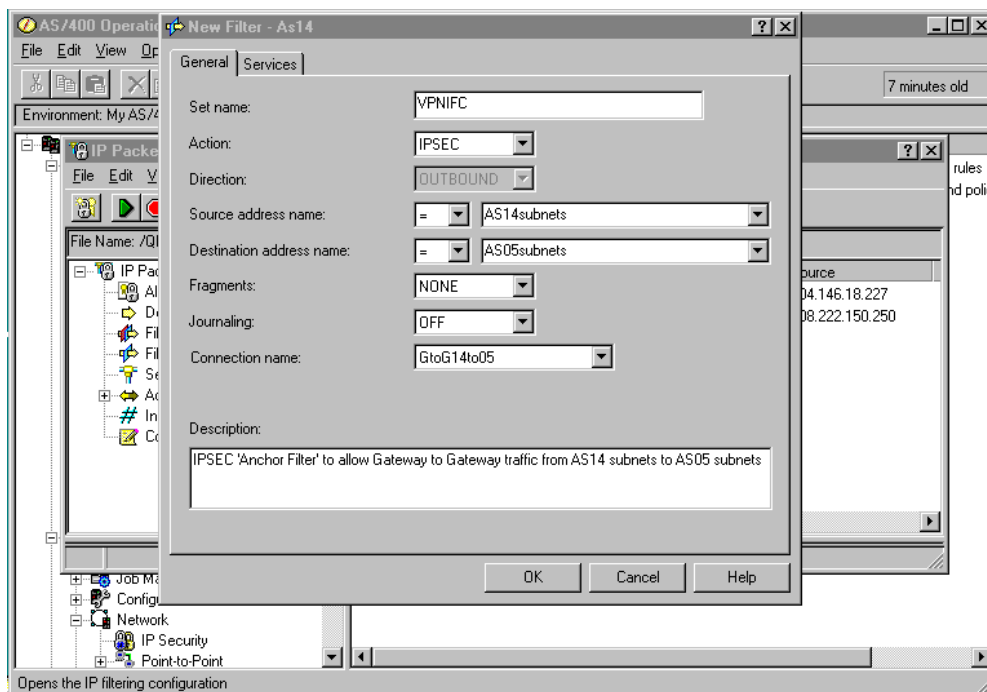 AS/400 Operatio
New Filter - As14
File Edit View Op
General Services
7 minutes old
Environment: My AS/4
Set name: VPNIFC
Action: IPSEC
IP Packe
rules
File Edit V
Direction: OUTBOUND
nd poli
Source address name: = AS14subnets
File Name: /QI
Destination address name: = AS05subnets
IP Pac
ource
Fragments: NONE
Al
04.146.18.227
De
08.222.150.250
Journaling: OFF
Fil
Fil
Connection name: GtoG14to05
Se
Ad
In
Co
Description:
IPSEC 'Anchor Filter' to allow Gateway to Gateway traffic from AS14 subnets to AS05 subnets
OK Cancel Help
Job Ma
Configu
Network
IP Security
Point-to-Point
Opens the IP filtering configuration